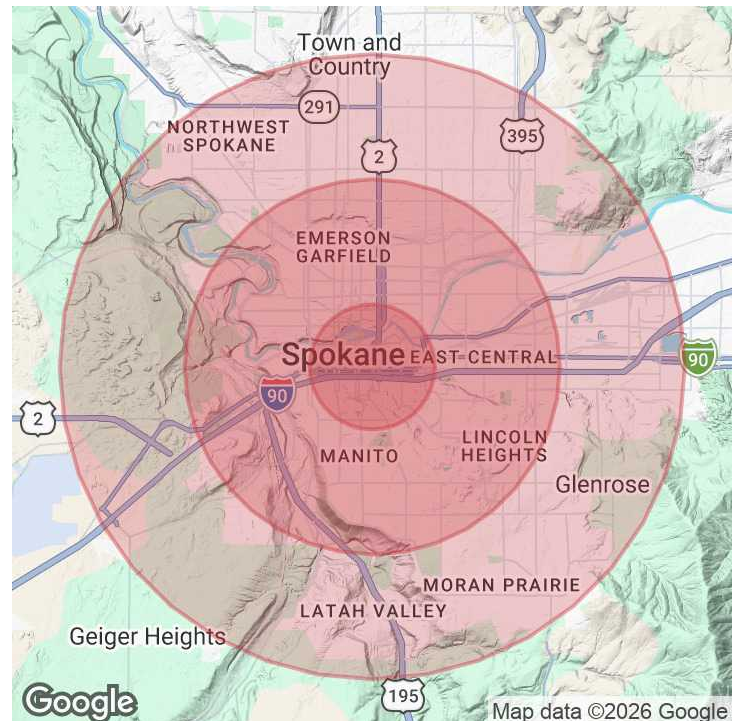 Town and
Country
291
NORTHWEST
SPOKANE
395
2
EMERSON
GARFIELD
Spokane
EAST CENTRAL
90
90
2
MANITO
LINCOLN
HEIGHTS
Glenrose
MORAN PRAIRIE
LATAH VALLEY
Geiger Heights
195
Google
Map data ©2026 Google